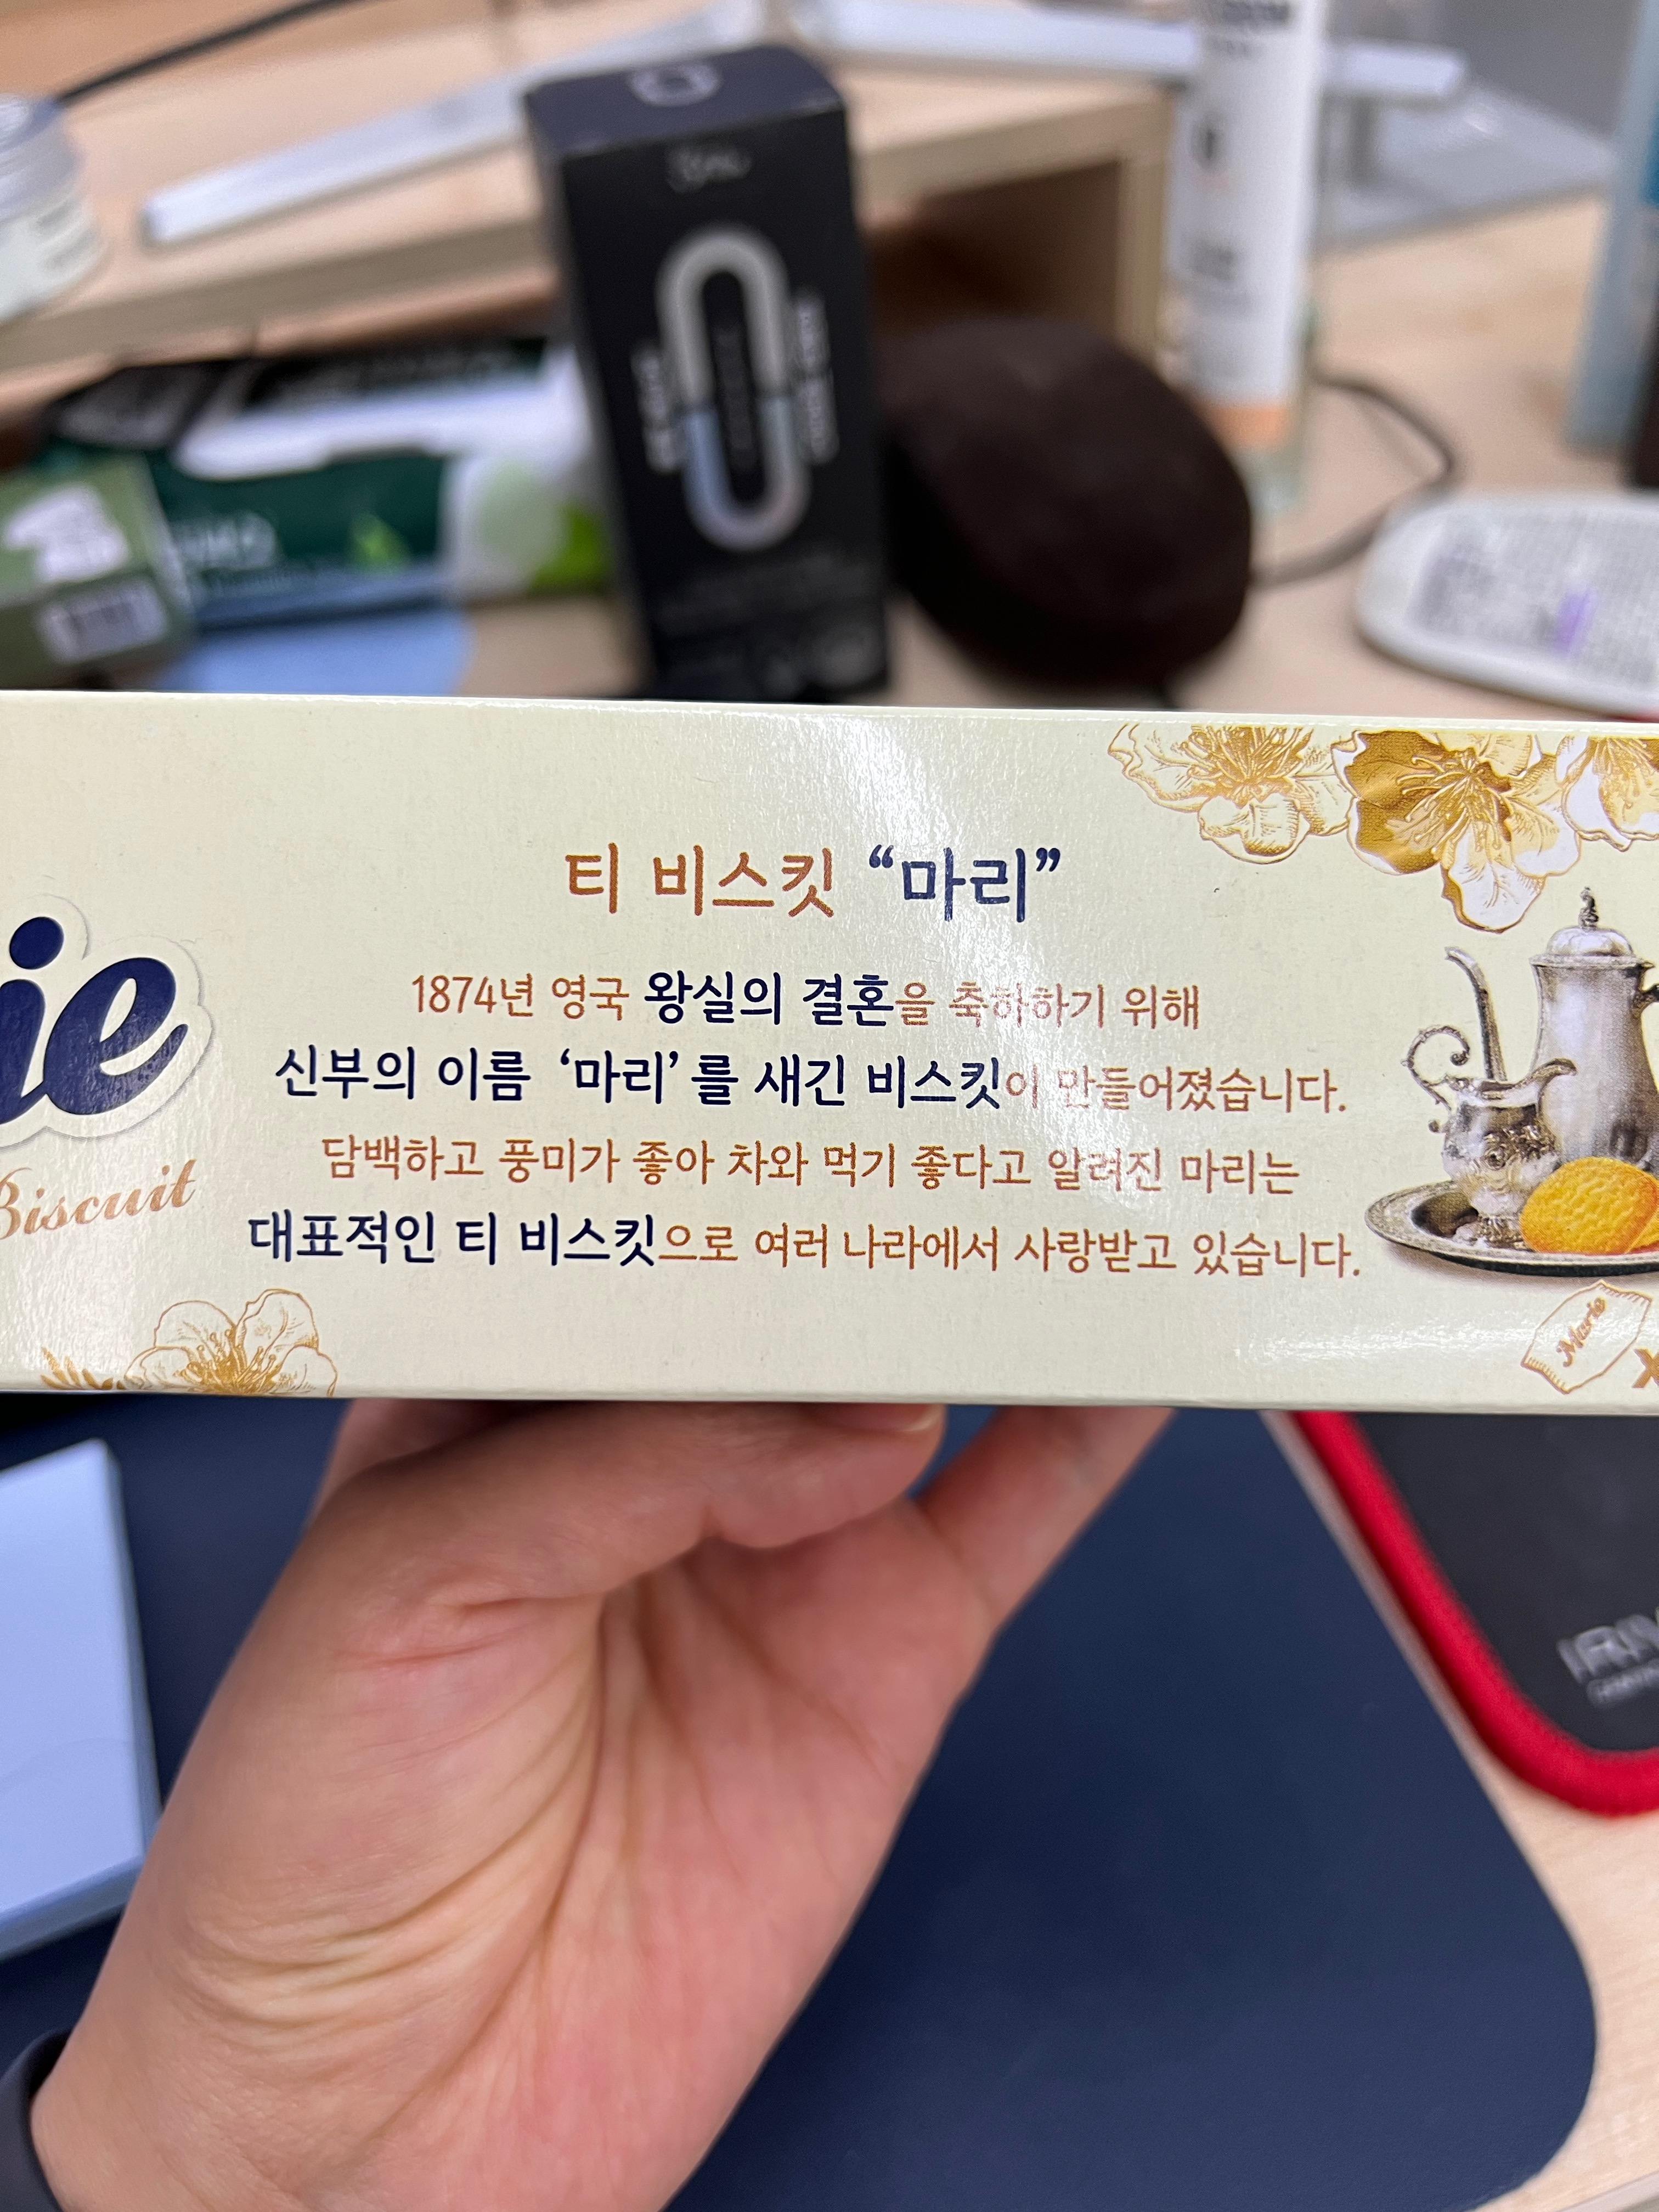 티 비스킷 “마리”
1874년 영국 왕실의 결혼을 축하하기 위해
신부의 이름 ‘마리’를 새긴 비스킷이 만들어졌습니다.
담백하고 풍미가 좋아 차와 먹기 좋다고 알려진 마리는
대표적인 티 비스킷으로 여러 나라에서 사랑받고 있습니다.
ie
Biscuit
Marie
X